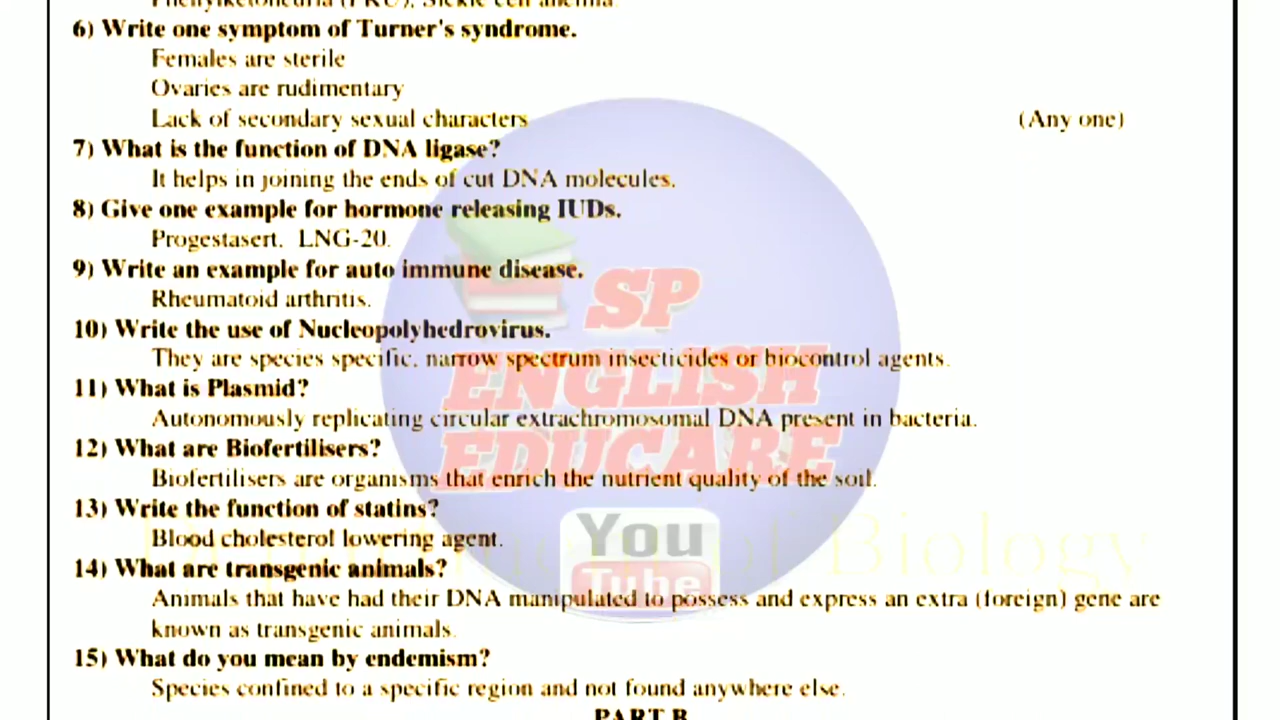 Phenylketonuria (PKU), Sickle cell anemia.
6) Write one symptom of Turner's syndrome.
Females are sterile
Ovaries are rudimentary
Lack of secondary sexual characters (Any one)
7) What is the function of DNA ligase?
It helps in joining the ends of cut DNA molecules.
8) Give one example for hormone releasing IUDs.
Progestasert, LNG-20.
9) Write an example for auto immune disease.
Rheumatoid arthritis.
10) Write the use of Nucleopolyhedrovirus.
They are species specific, narrow spectrum insecticides or biocontrol agents.
11) What is Plasmid?
Autonomously replicating circular extrachromosomal DNA present in bacteria.
12) What are Biofertilisers?
Biofertilisers are organisms that enrich the nutrient quality of the soil.
13) Write the function of statins?
Blood cholesterol lowering agent.
14) What are transgenic animals?
Animals that have had their DNA manipulated to possess and express an extra (foreign) gene are
known as transgenic animals.
15) What do you mean by endemism?
Species confined to a specific region and not found anywhere else.
PART B
SP
ENGLISH
EDUCARE
You
Tube
of Biology